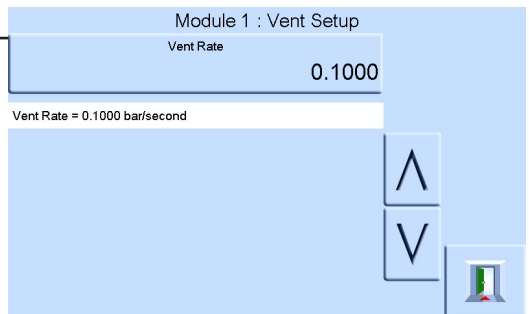 Module 1 : Vent Setup
Vent Rate
0.1000
Vent Rate = 0.1000 bar/second